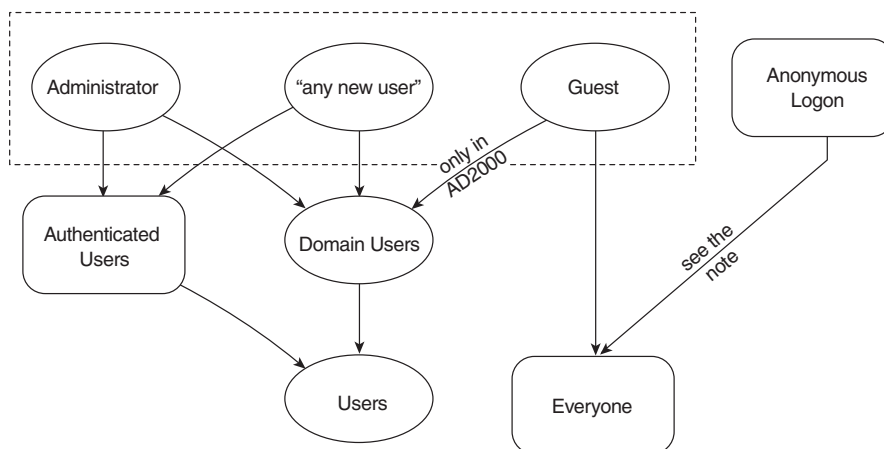 Administrator
“any new user”
Guest
Anonymous
Logon
only in
AD2000
Authenticated
Users
Domain Users
see the
note
Users
Everyone